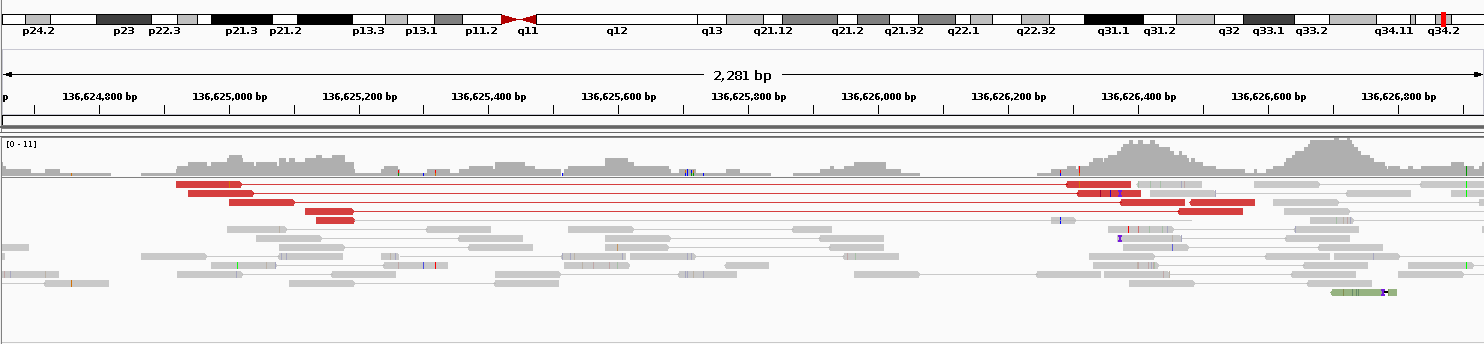 p24.2 p23 p22.3 p21.3 p21.2 p13.3 p13.1 p11.2 q11 q12 q13 q21.12 q21.2 q21.32 q22.1 q22.32 q31.1 q31.2 q32 q33.1 q33.2 q34.11 q34.2
2,281 bp
p 136,624,800 bp 136,625,000 bp 136,625,200 bp 136,625,400 bp 136,625,600 bp 136,625,800 bp 136,626,000 bp 136,626,200 bp 136,626,400 bp 136,626,600 bp 136,626,800 bp
[0 - 11]